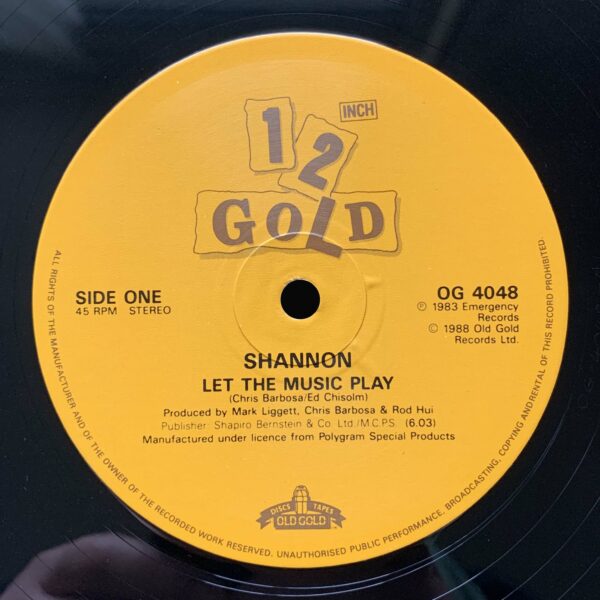 12 INCH
GOLD
SIDE ONE
45 RPM STEREO
OG 4048
℗ 1983 Emergency
Records
© 1988 Old Gold
Records Ltd.
SHANNON
LET THE MUSIC PLAY
(Chris Barbosa/Ed Chisolm)
Produced by Mark Liggett, Chris Barbosa & Rod Hui
Publisher: Shapiro Bernstein & Co. Ltd./M.C.P.S. (6.03)
Manufactured under licence from Polygram Special Products
DISCS TAPES
OLD GOLD
ALL RIGHTS OF THE MANUFACTURER AND OF THE OWNER OF THE RECORDED WORK RESERVED. UNAUTHORISED PUBLIC PERFORMANCE, BROADCASTING, COPYING AND RENTAL OF THIS RECORD PROHIBITED.